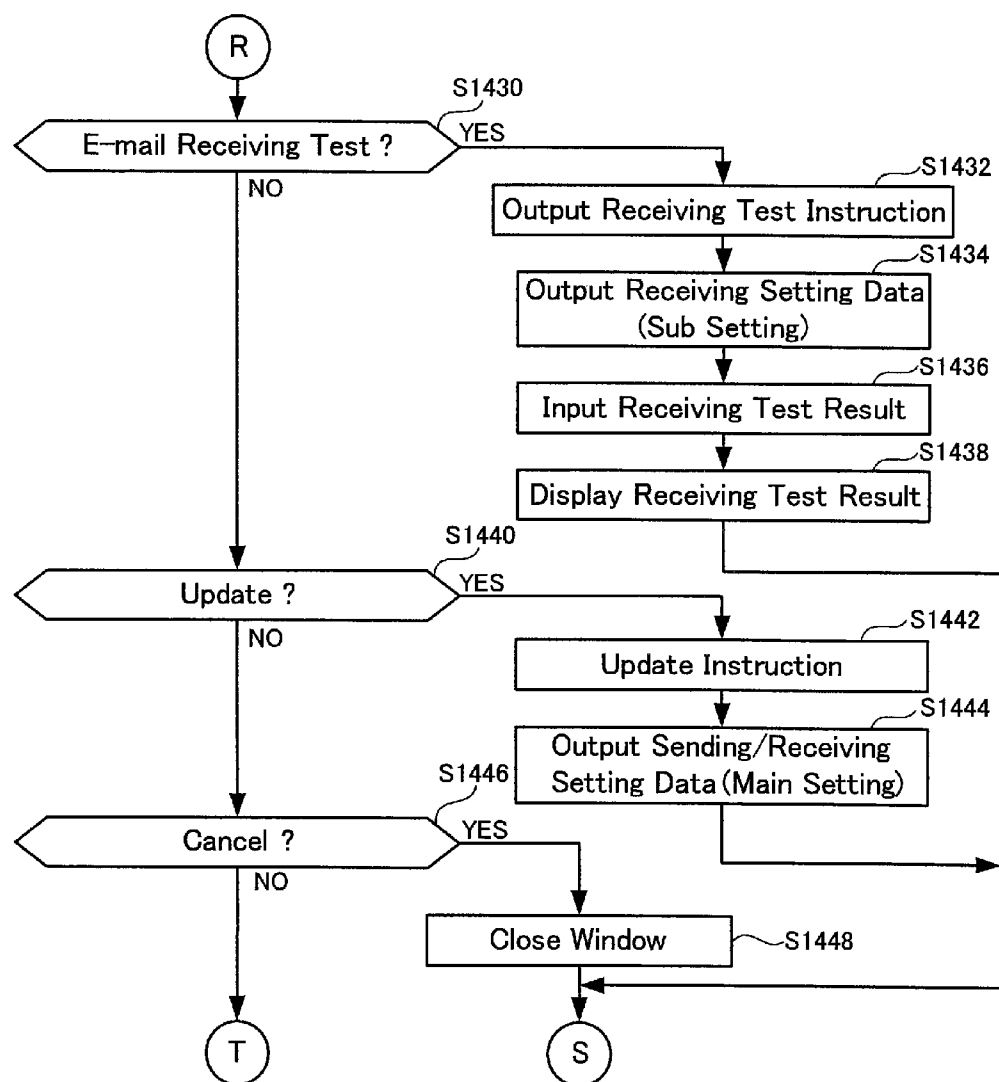 R
S1430
E-mail Receiving Test ?
YES
NO
S1432
Output Receiving Test Instruction
S1434
Output Receiving Setting Data
(Sub Setting)
S1436
Input Receiving Test Result
S1438
Display Receiving Test Result
S1440
Update ?
YES
NO
S1442
Update Instruction
S1444
Output Sending/Receiving
Setting Data (Main Setting)
S1446
Cancel ?
YES
NO
Close Window
S1448
T
S